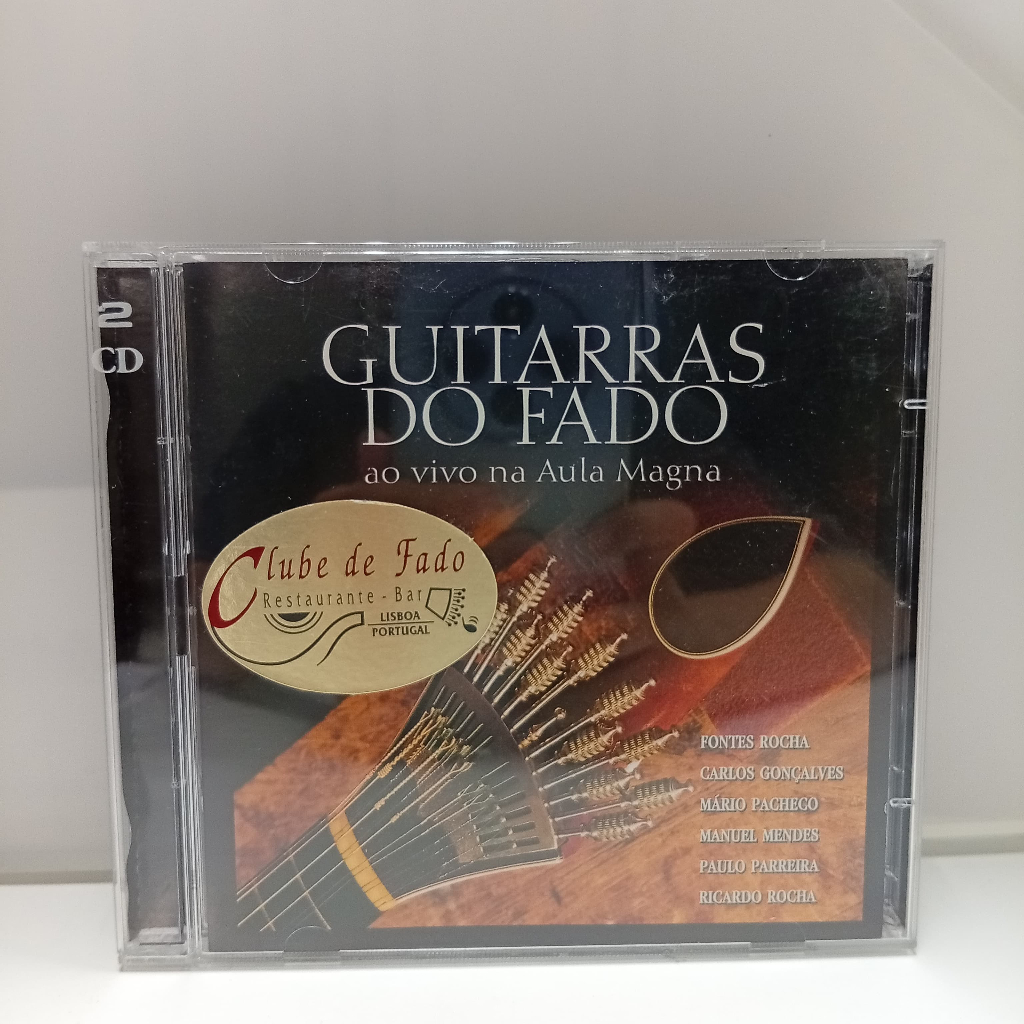 2
CD
GUITARRAS
DO FADO
ao vivo na Aula Magna
Clube de Fado
Restaurante - Bar
LISBOA
PORTUGAL
FONTES ROCHA
CARLOS GONÇALVES
MÁRIO PACHECO
MANUEL MENDES
PAULO PARREIRA
RICARDO ROCHA